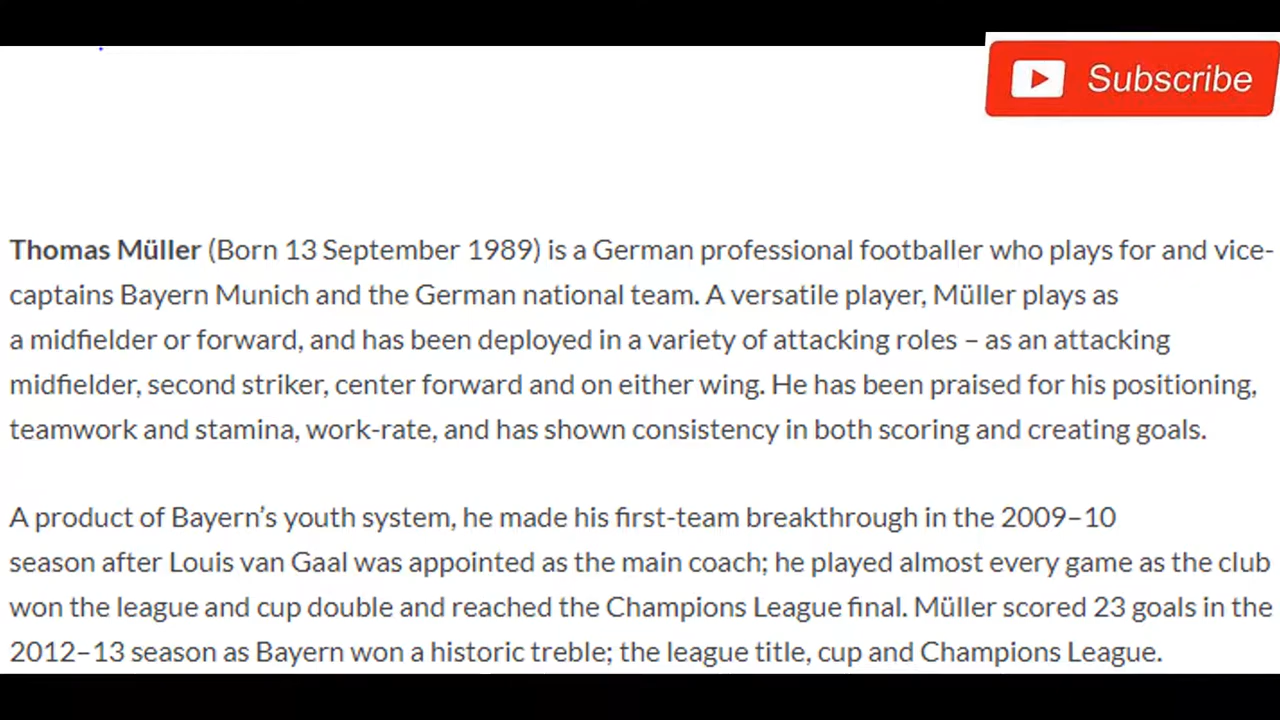 Subscribe
Thomas Müller (Born 13 September 1989) is a German professional footballer who plays for and vice-
captains Bayern Munich and the German national team. A versatile player, Müller plays as
a midfielder or forward, and has been deployed in a variety of attacking roles – as an attacking
midfielder, second striker, center forward and on either wing. He has been praised for his positioning,
teamwork and stamina, work-rate, and has shown consistency in both scoring and creating goals.
A product of Bayern’s youth system, he made his first-team breakthrough in the 2009–10
season after Louis van Gaal was appointed as the main coach; he played almost every game as the club
won the league and cup double and reached the Champions League final. Müller scored 23 goals in the
2012–13 season as Bayern won a historic treble; the league title, cup and Champions League.